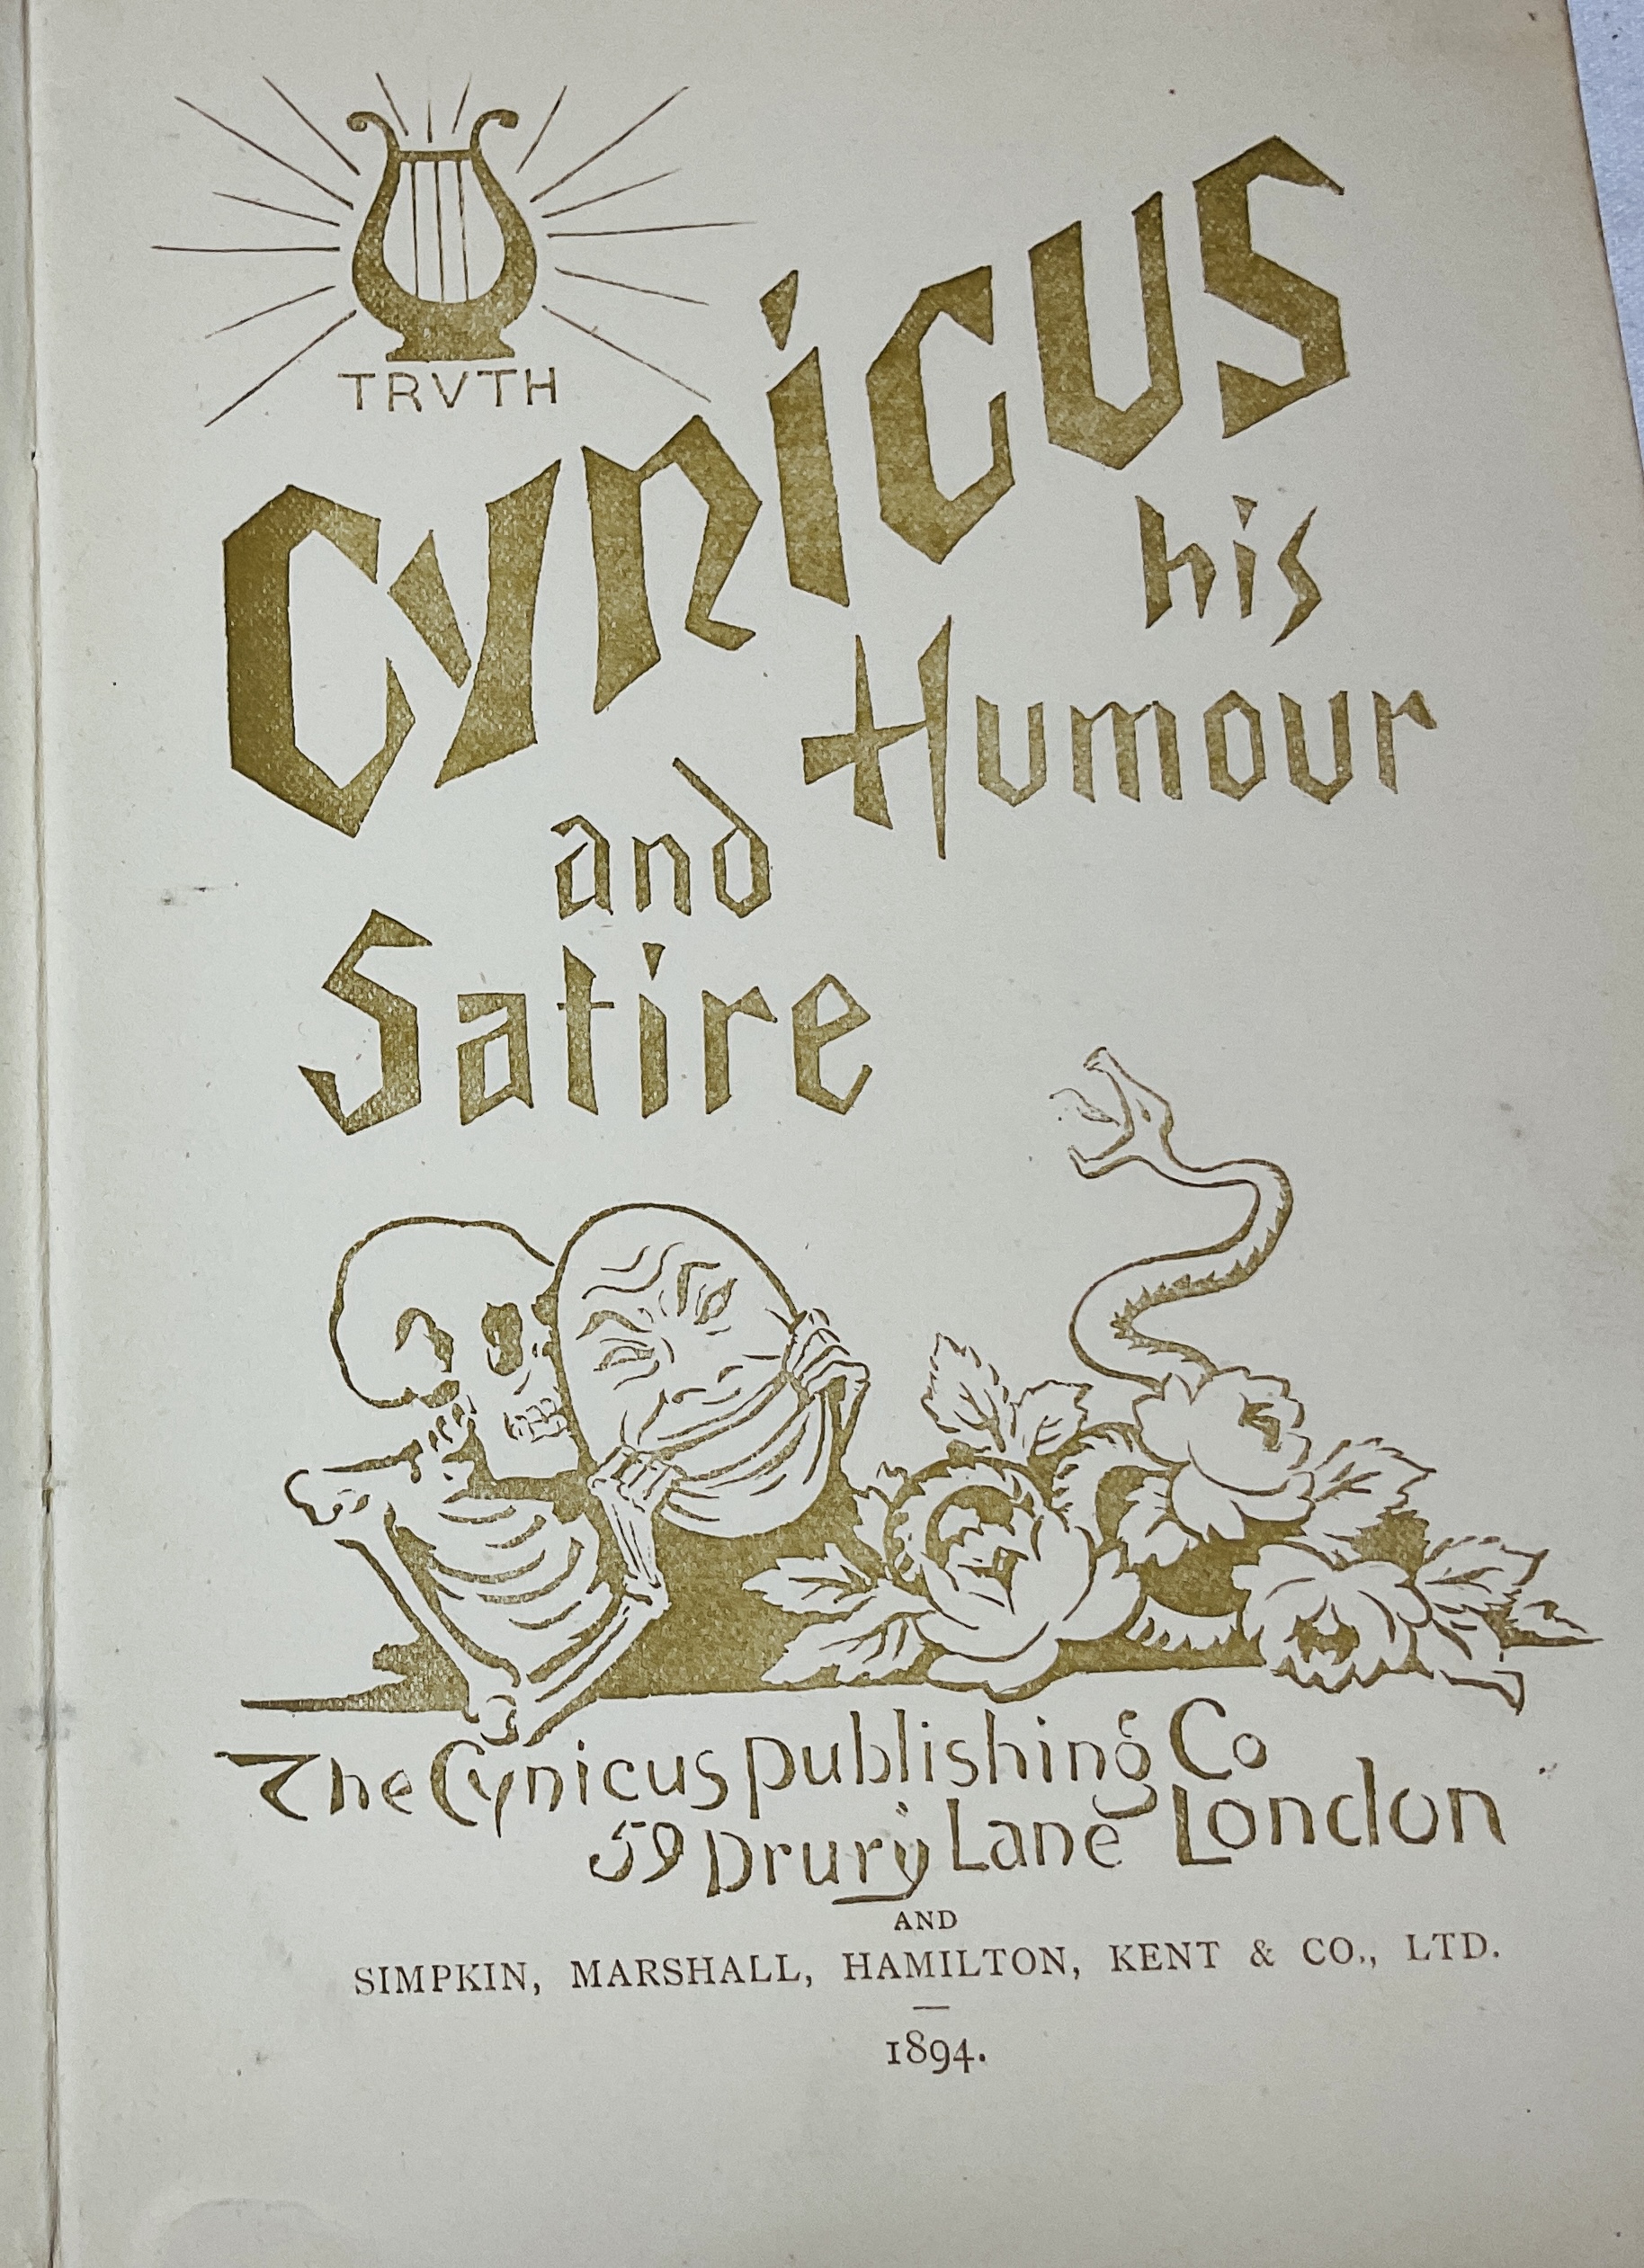 TRVTH
Cynicus
his
Humour
and
Satire
The Cynicus Publishing Co
59 Drury Lane London
AND
SIMPKIN, MARSHALL, HAMILTON, KENT & CO., LTD.
1894.